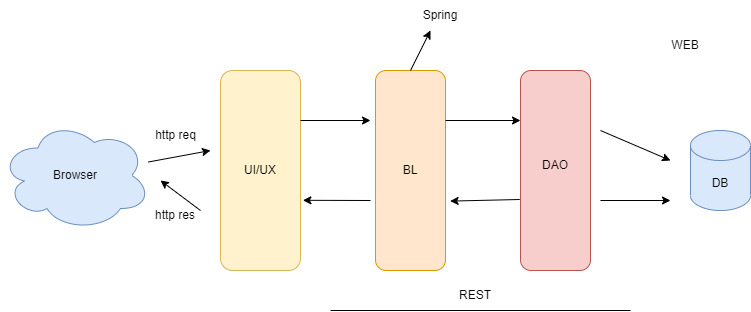 Spring
WEB
http req
Browser
http res
UI/UX
BL
DAO
DB
REST